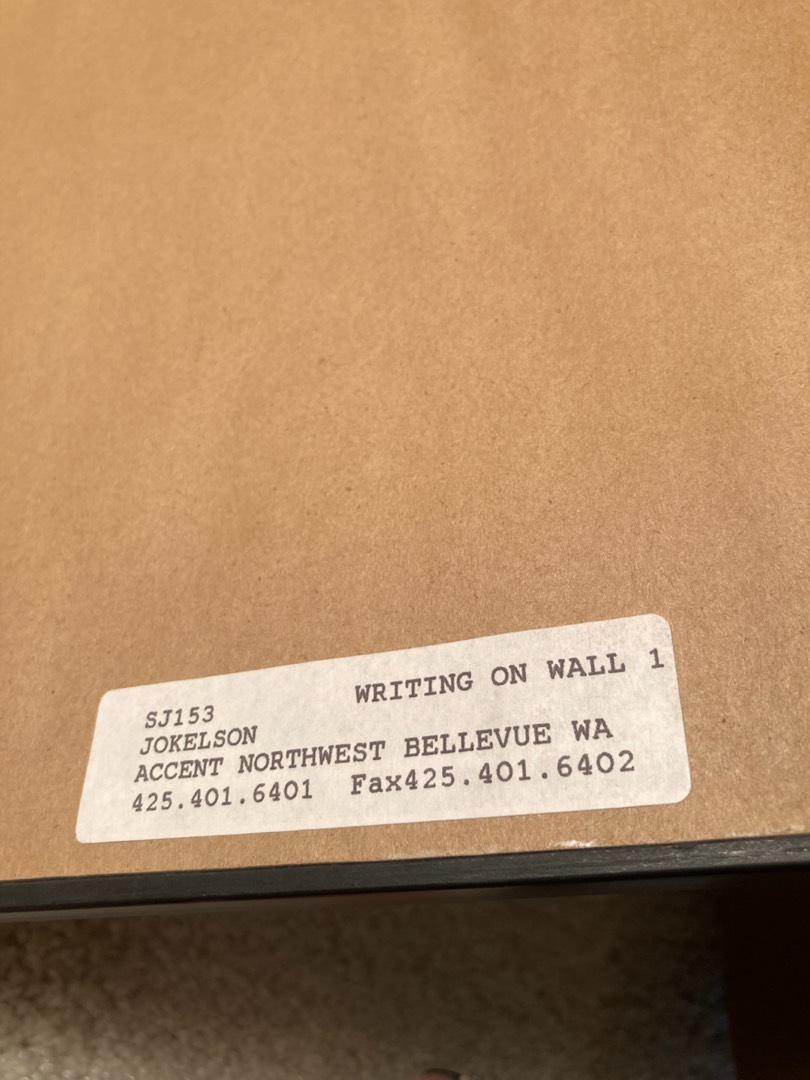 SJ153 WRITING ON WALL 1
JOKELSON
ACCENT NORTHWEST BELLEVUE WA
425.401.6401 Fax425.401.6402